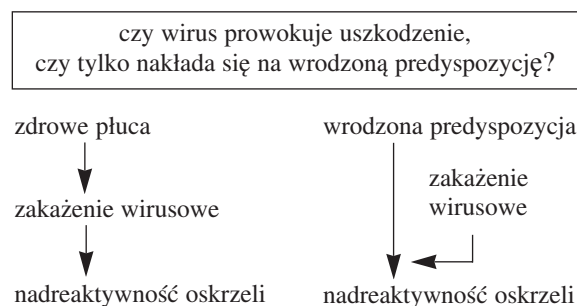 czy wirus prowokuje uszkodzenie,
czy tylko nakłada się na wrodzoną predyspozycję?
zdrowe płuca
zakażenie wirusowe
nadreaktywność oskrzeli
wrodzona predyspozycja
zakażenie
wirusowe
nadreaktywność oskrzeli